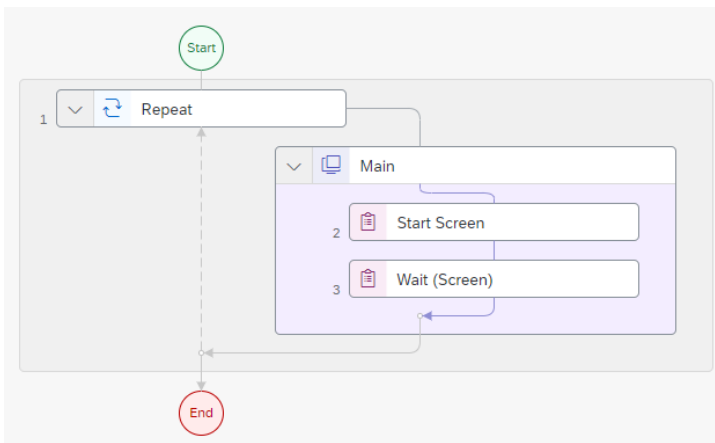 Start
1 Repeat
Main
2 Start Screen
3 Wait (Screen)
End